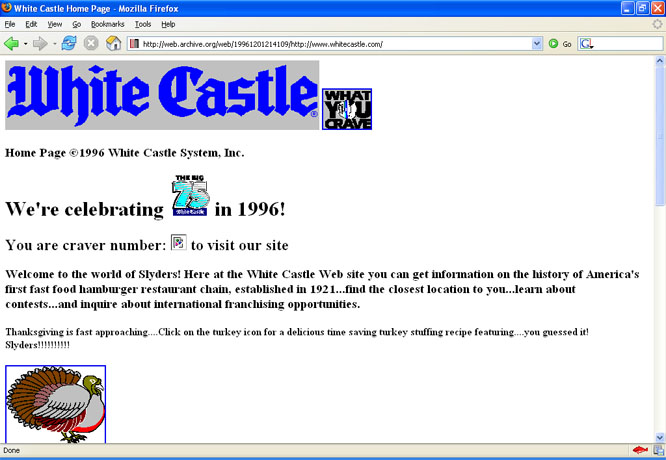 White Castle Home Page - Mozilla Firefox
File Edit View Go Bookmarks Tools Help
http://web.archive.org/web/19961201214109/http://www.whitecastle.com/ Go
White Castle® WHAT
YOU
CRAVE
Home Page ©1996 White Castle System, Inc.
THE BIG
75
White Castle
We're celebrating in 1996!
You are craver number: to visit our site
Welcome to the world of Slyders! Here at the White Castle Web site you can get information on the history of America's
first fast food hamburger restaurant chain, established in 1921...find the closest location to you...learn about
contests...and inquire about international franchising opportunities.
Thanksgiving is fast approaching....Click on the turkey icon for a delicious time saving turkey stuffing recipe featuring....you guessed it!
Slyders!!!!!!!!!!
Done